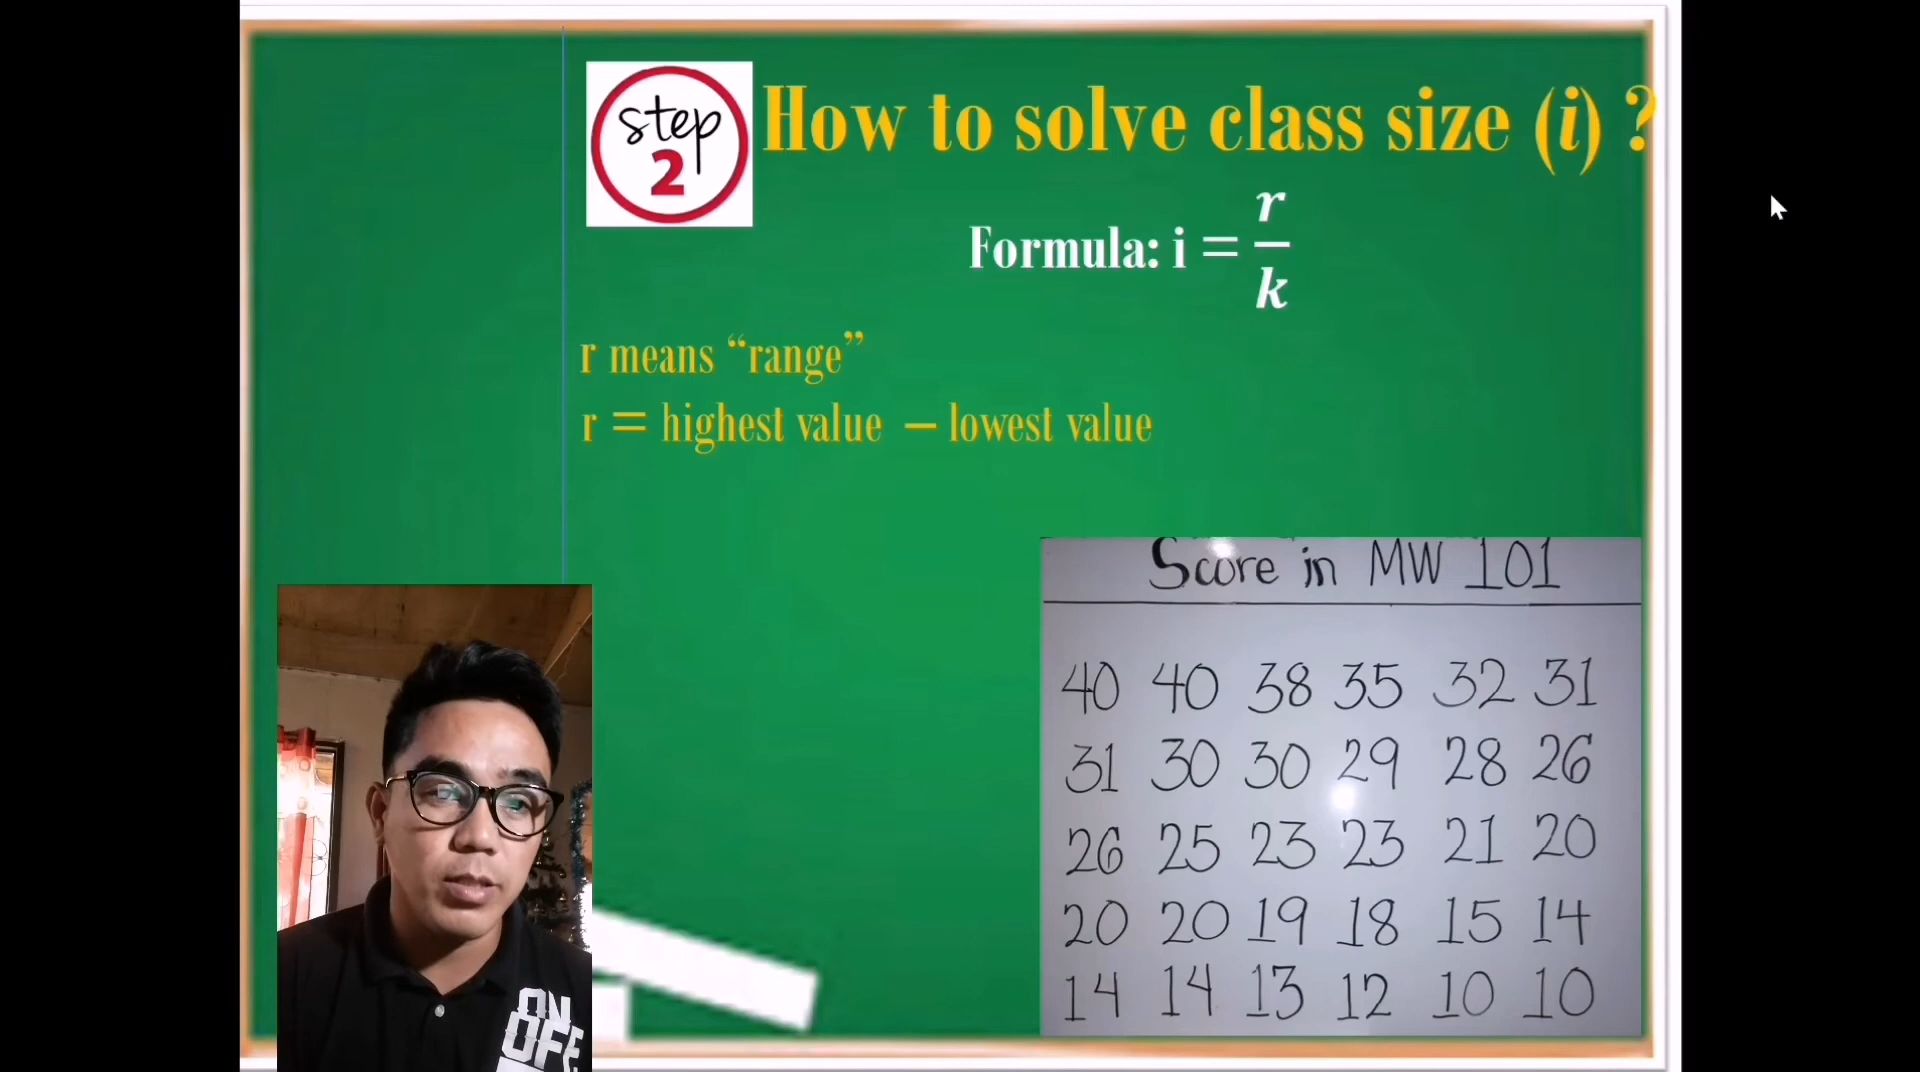 step
2
How to solve class size (i) ?
Formula: i = r/k
r means “range”
r = highest value – lowest value
Score in MW 101
40 40 38 35 32 31
31 30 30 29 28 26
26 25 23 23 21 20
20 20 19 18 15 14
14 14 13 12 10 10
ON